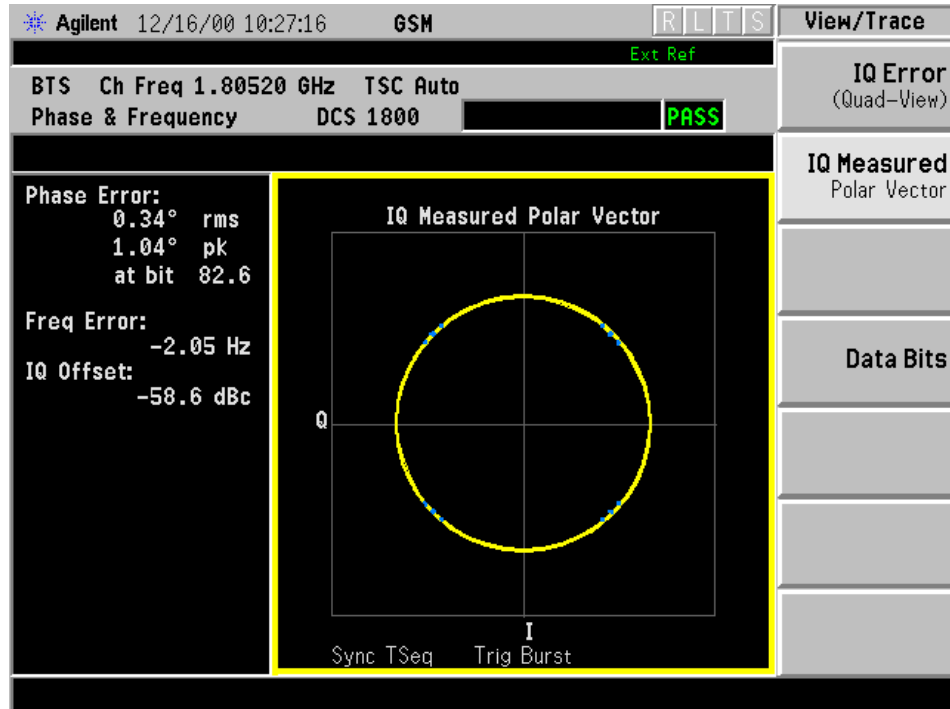 Agilent 12/16/00 10:27:16 GSM R L T S View/Trace
Ext Ref
BTS Ch Freq 1.80520 GHz TSC Auto
Phase & Frequency DCS 1800 PASS
IQ Error
(Quad-View)
IQ Measured
Polar Vector
Data Bits
Phase Error:
0.34° rms
1.04° pk
at bit 82.6
Freq Error:
-2.05 Hz
IQ Offset:
-58.6 dBc
IQ Measured Polar Vector
Q
I
Sync TSeq Trig Burst